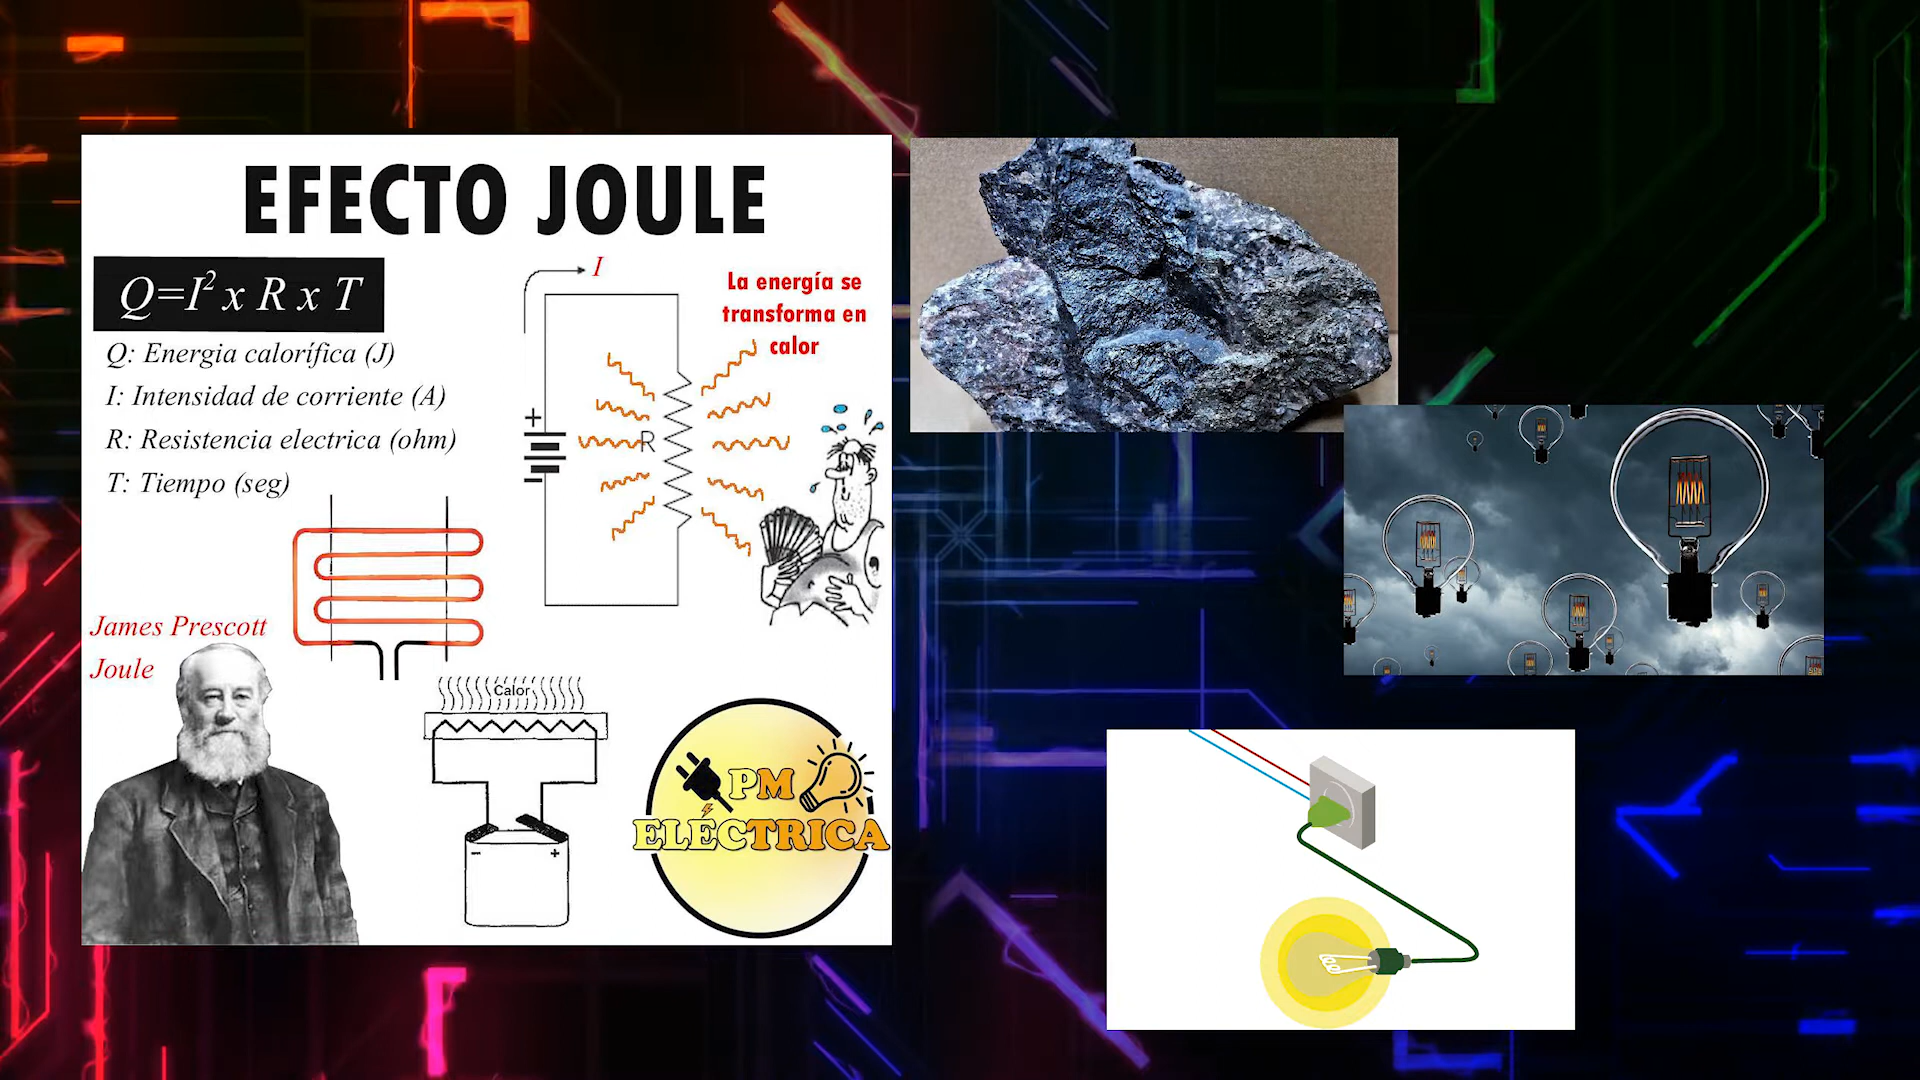 EFECTO JOULE
Q=I² x R x T
Q: Energia calorífica (J)
I: Intensidad de corriente (A)
R: Resistencia electrica (ohm)
T: Tiempo (seg)
I
La energía se
transforma en
calor
+
R
James Prescott
Joule
Calor
- +
PM
ELÉCTRICA